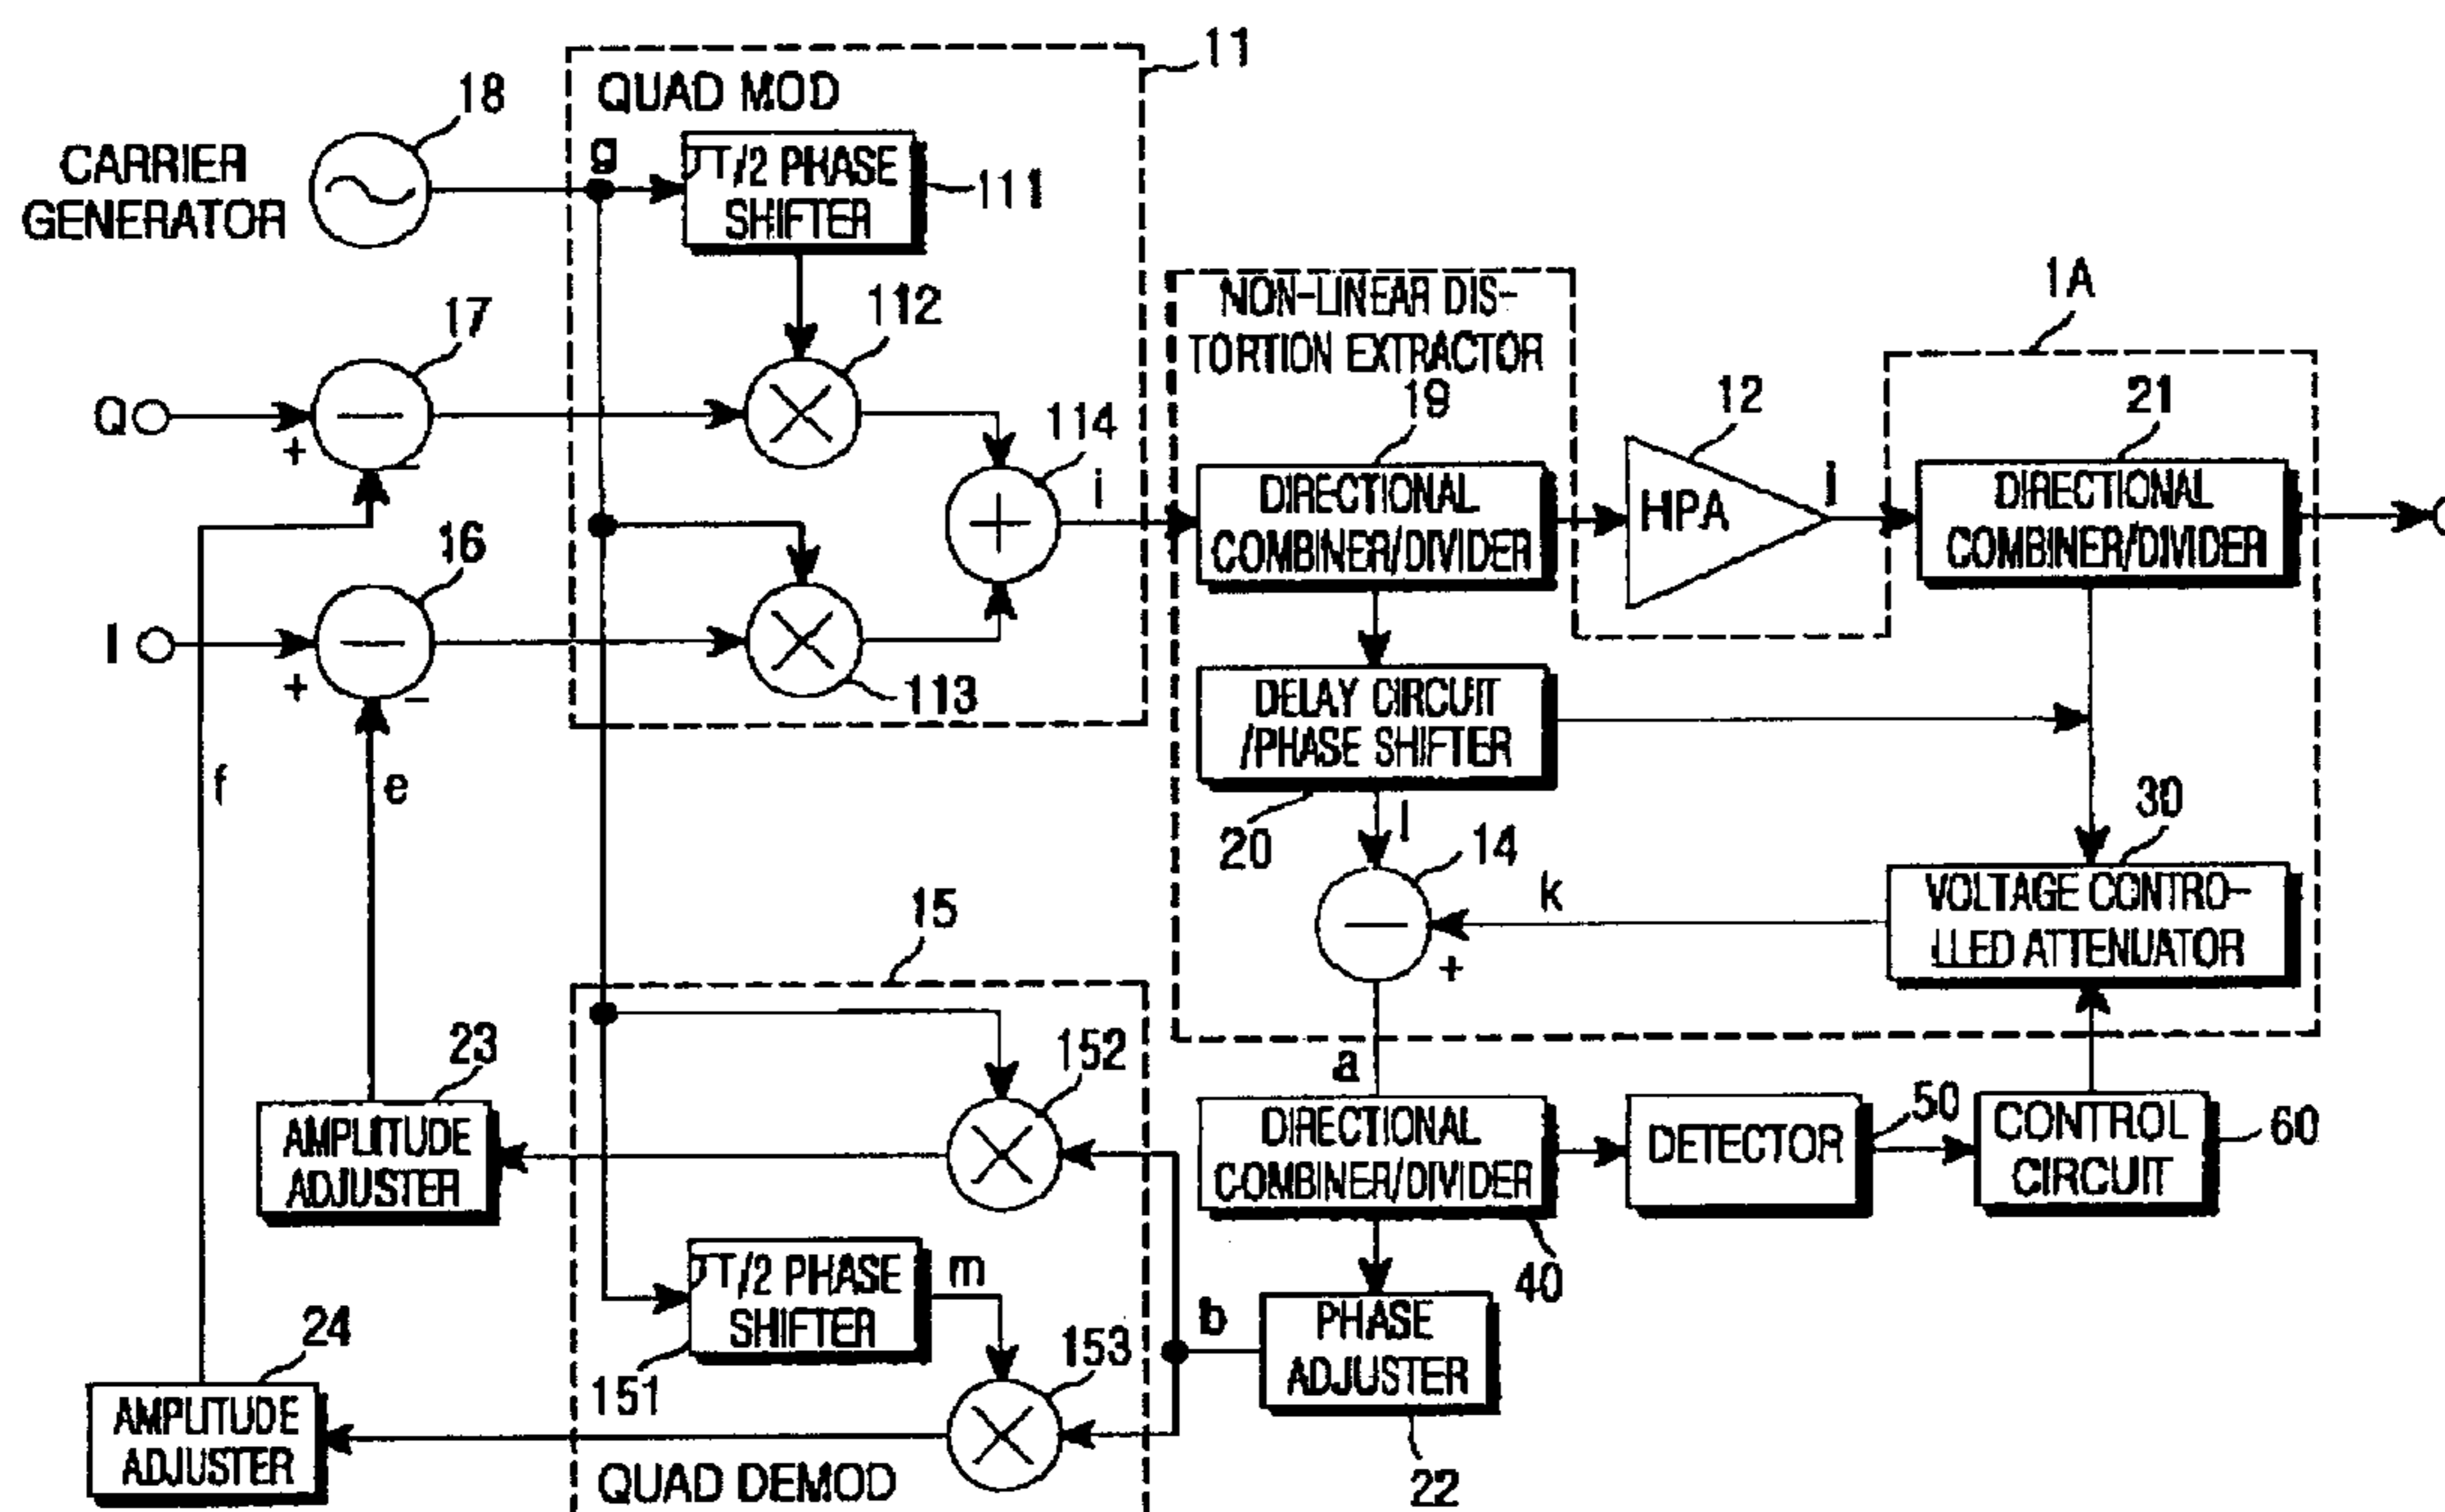 11
18
QUAD MOD
CARRIER
GENERATOR
g
π/2 PHASE
SHIFTER
111
17
112
Q
+
−
114
i
16
I
+
−
113
f
e
NON-LINEAR DIS-
TORTION EXTRACTOR
19
DIRECTIONAL
COMBINER/DIVIDER
12
HPA
j
1A
21
DIRECTIONAL
COMBINER/DIVIDER
DELAY CIRCUIT
/PHASE SHIFTER
20
l
14
k
+
30
VOLTAGE CONTRO-
LLED ATTENUATOR
15
a
152
23
AMPLITUDE
ADJUSTER
DIRECTIONAL
COMBINER/DIVIDER
40
DETECTOR
50
CONTROL
CIRCUIT
60
π/2 PHASE
SHIFTER
m
151
153
b
PHASE
ADJUSTER
22
24
AMPLITUDE
ADJUSTER
QUAD DEMOD